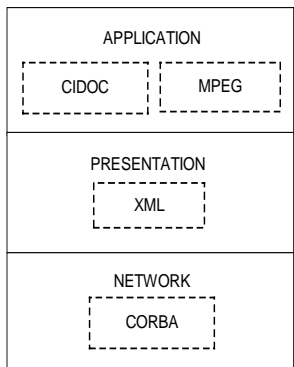 APPLICATION
CIDOC MPEG
PRESENTATION
XML
NETWORK
CORBA